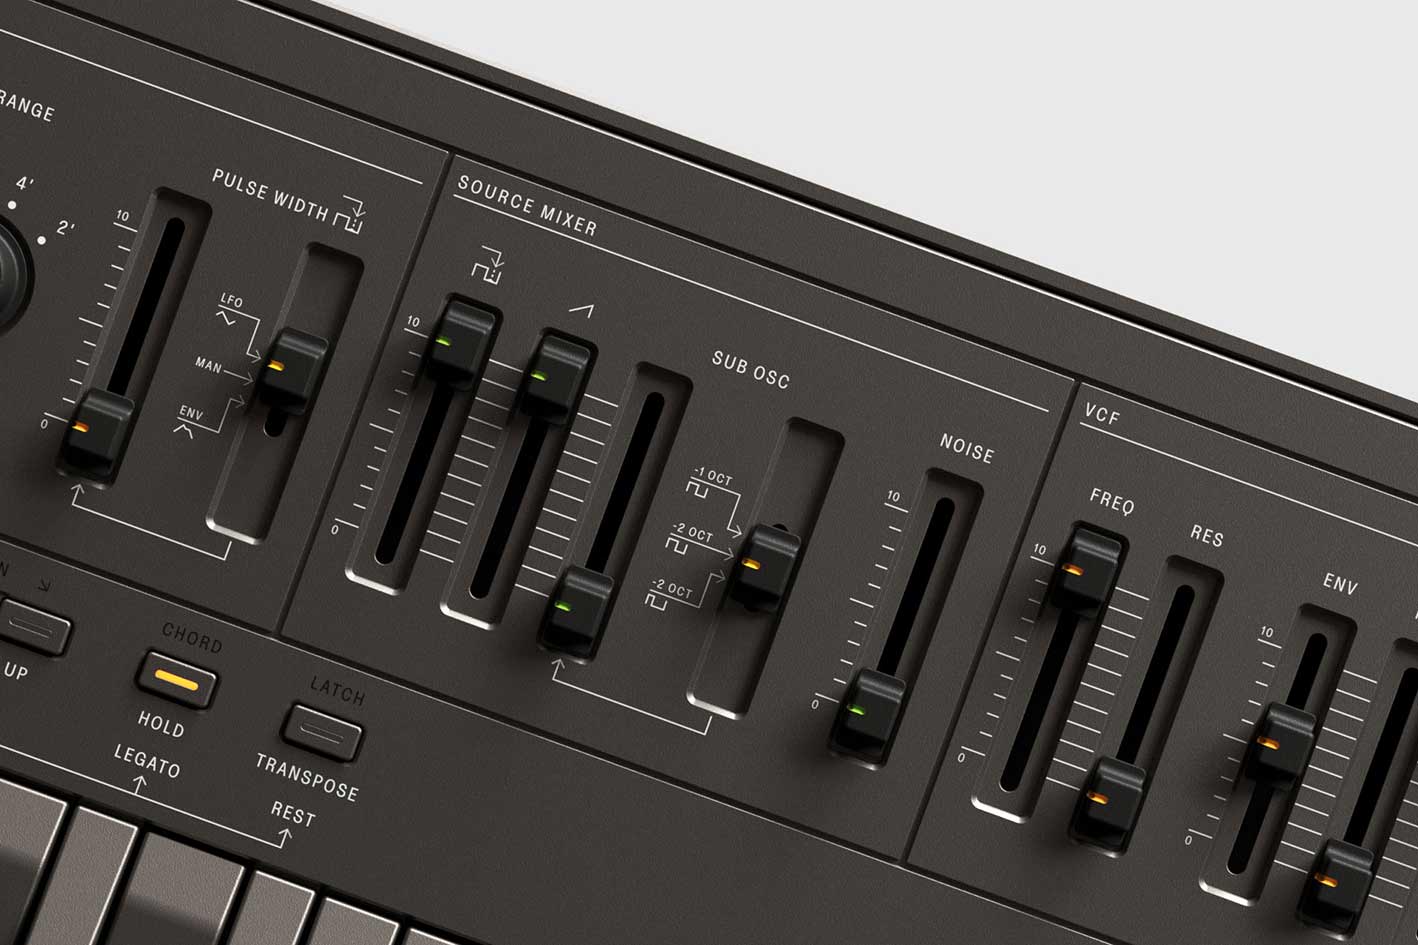 RANGE
4'
2'
10
0
PULSE WIDTH
LFO
MAN
ENV
SOURCE MIXER
10
0
SUB OSC
-1 OCT
-2 OCT
-2 OCT
NOISE
10
0
VCF
FREQ
RES
ENV
10
0
10
0
UP
CHORD
HOLD
LEGATO
LATCH
TRANSPOSE
REST